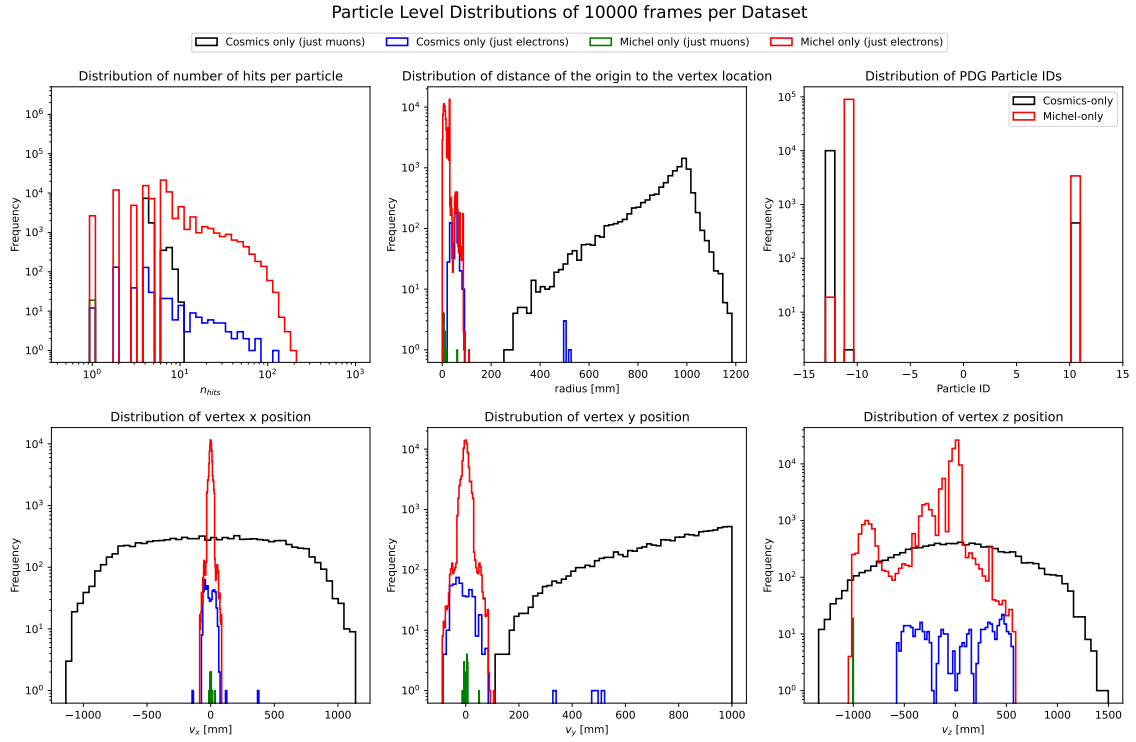 Particle Level Distributions of 10000 frames per Dataset
Cosmics only (just muons) Cosmics only (just electrons) Michel only (just muons) Michel only (just electrons)
Distribution of number of hits per particle
Frequency
10^0 10^1 10^2 10^3 10^4 10^5 10^6
10^0 10^1 10^2 10^3
n_hits
Distribution of distance of the origin to the vertex location
Frequency
10^0 10^1 10^2 10^3 10^4
0 200 400 600 800 1000 1200
radius [mm]
Distribution of PDG Particle IDs
Cosmics-only
Michel-only
Frequency
10^1 10^2 10^3 10^4 10^5
−15 −10 −5 0 5 10 15
Particle ID
Distribution of vertex x position
Frequency
10^0 10^1 10^2 10^3 10^4
−1000 −500 0 500 1000
v_x [mm]
Distrubution of vertex y position
Frequency
10^0 10^1 10^2 10^3 10^4
0 200 400 600 800 1000
v_y [mm]
Distribution of vertex z position
Frequency
10^0 10^1 10^2 10^3 10^4
−1000 −500 0 500 1000 1500
v_z [mm]